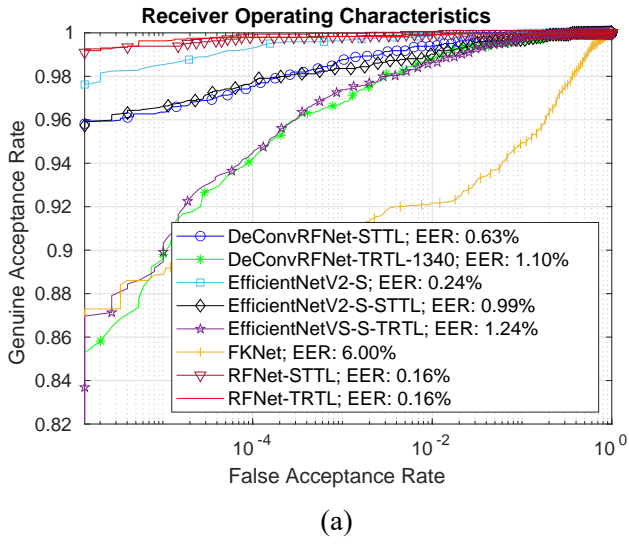 Receiver Operating Characteristics
1
0.98
0.96
0.94
0.92
0.9
0.88
0.86
0.84
0.82
Genuine Acceptance Rate
DeConvRFNet-STTL; EER: 0.63%
DeConvRFNet-TRTL-1340; EER: 1.10%
EfficientNetV2-S; EER: 0.24%
EfficientNetV2-S-STTL; EER: 0.99%
EfficientNetVS-S-TRTL; EER: 1.24%
FKNet; EER: 6.00%
RFNet-STTL; EER: 0.16%
RFNet-TRTL; EER: 0.16%
10⁻⁴ 10⁻² 10⁰
False Acceptance Rate
(a)